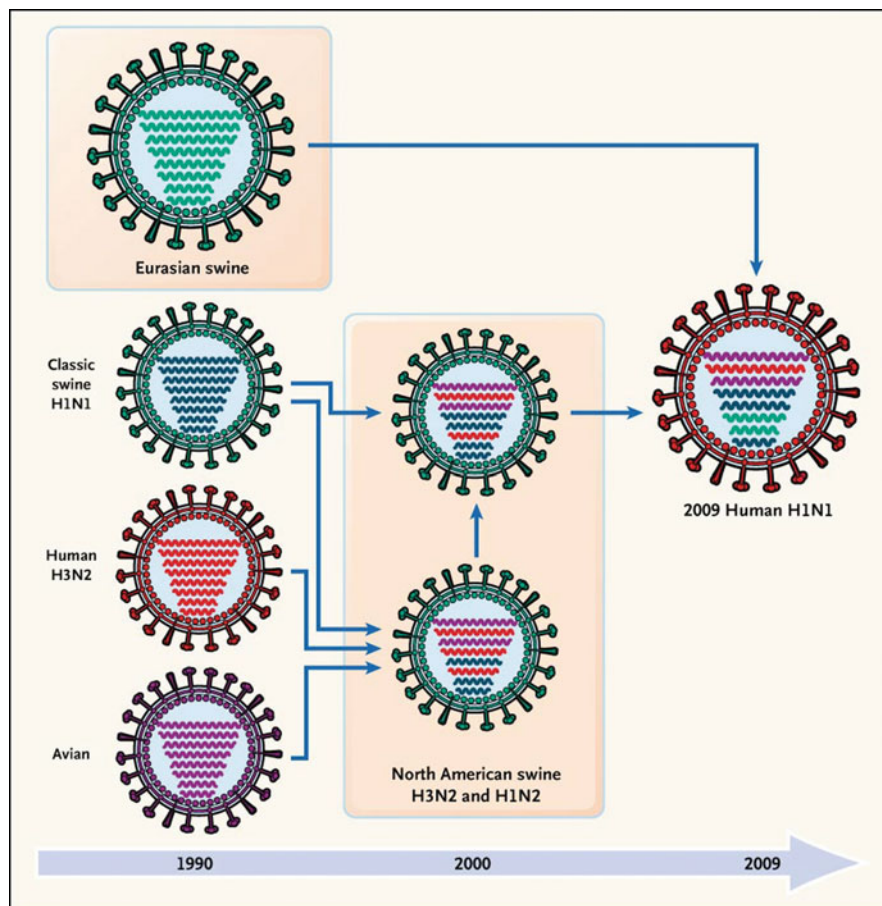 Eurasian swine
Classic
swine
H1N1
Human
H3N2
Avian
North American swine
H3N2 and H1N2
2009 Human H1N1
1990
2000
2009